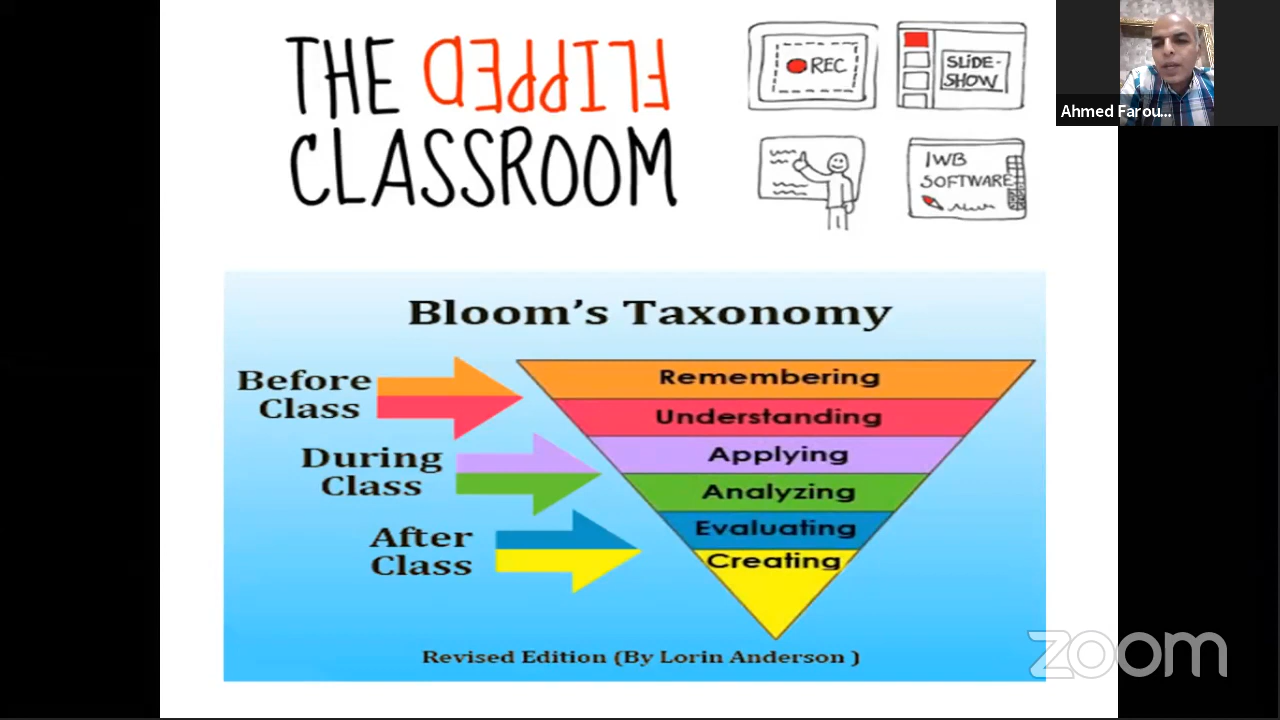 THE FLIPPED
CLASSROOM
REC
SLIDE-
SHOW
IWB
SOFTWARE
Ahmed Farou...
Bloom's Taxonomy
Before
Class
During
Class
After
Class
Remembering
Understanding
Applying
Analyzing
Evaluating
Creating
Revised Edition (By Lorin Anderson )
zoom